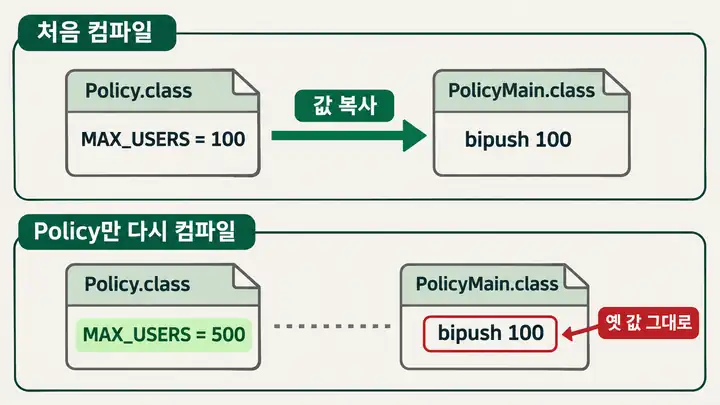 처음 컴파일
Policy.class
MAX_USERS = 100
값 복사
PolicyMain.class
bipush 100
Policy만 다시 컴파일
Policy.class
MAX_USERS = 500
PolicyMain.class
bipush 100
옛 값 그대로